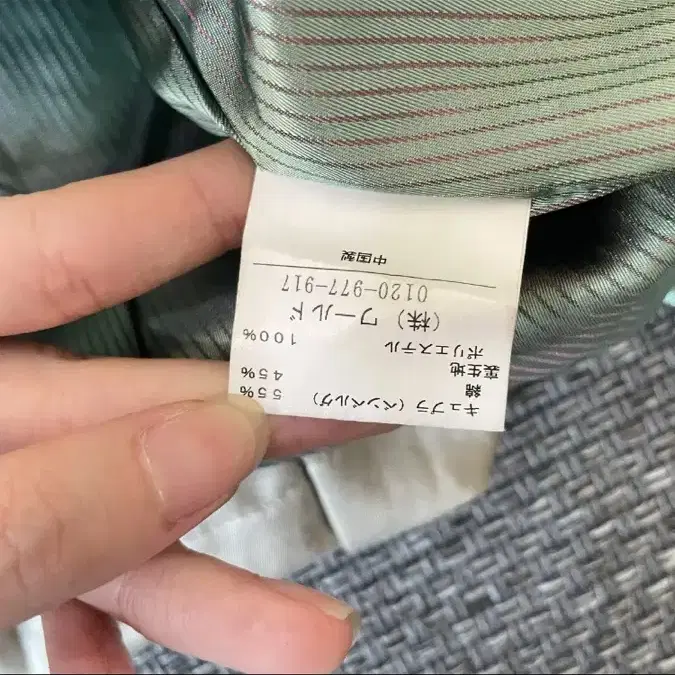 キュプラ(ベンベルグ) 55%
綿 45%
裏生地
ポリエステル 100%
(株)ワールド
0120-977-917
中国製